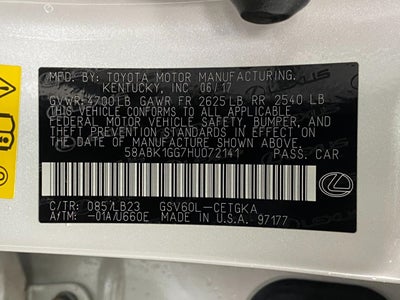 MFD. BY: TOYOTA MOTOR MANUFACTURING,
KENTUCKY, INC 06/17
GVWR 4700LB GAWR FR 2625LB RR 2540 LB
THIS VEHICLE CONFORMS TO ALL APPLICABLE
FEDERAL MOTOR VEHICLE SAFETY, BUMPER, AND
THEFT PREVENTION STANDARDS IN EFFECT ON
THE DATE OF MANUFACTURE SHOWN ABOVE.
58ABK1GG7HU072141 PASS. CAR
C/TR: 0857LB23 GSV60L-CETGKA
A/TM: -01A/U660E MADE IN U.S.A. 97177